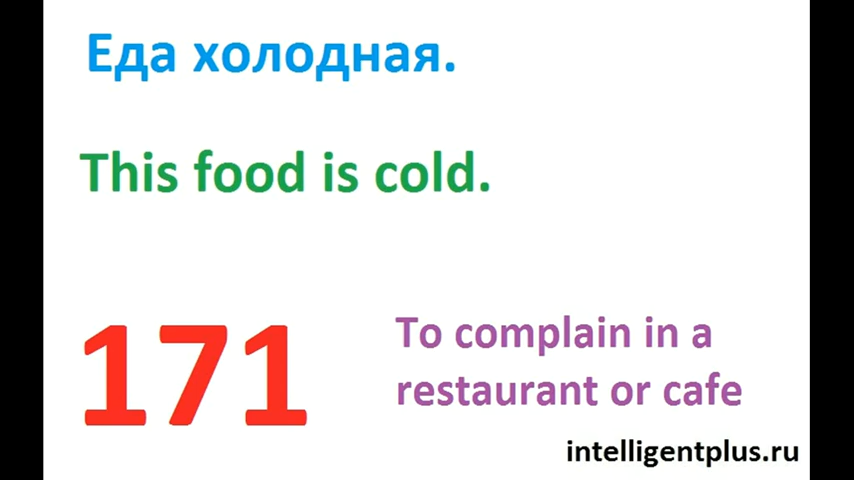 Еда холодная.
This food is cold.
171
To complain in a
restaurant or cafe
intelligentplus.ru